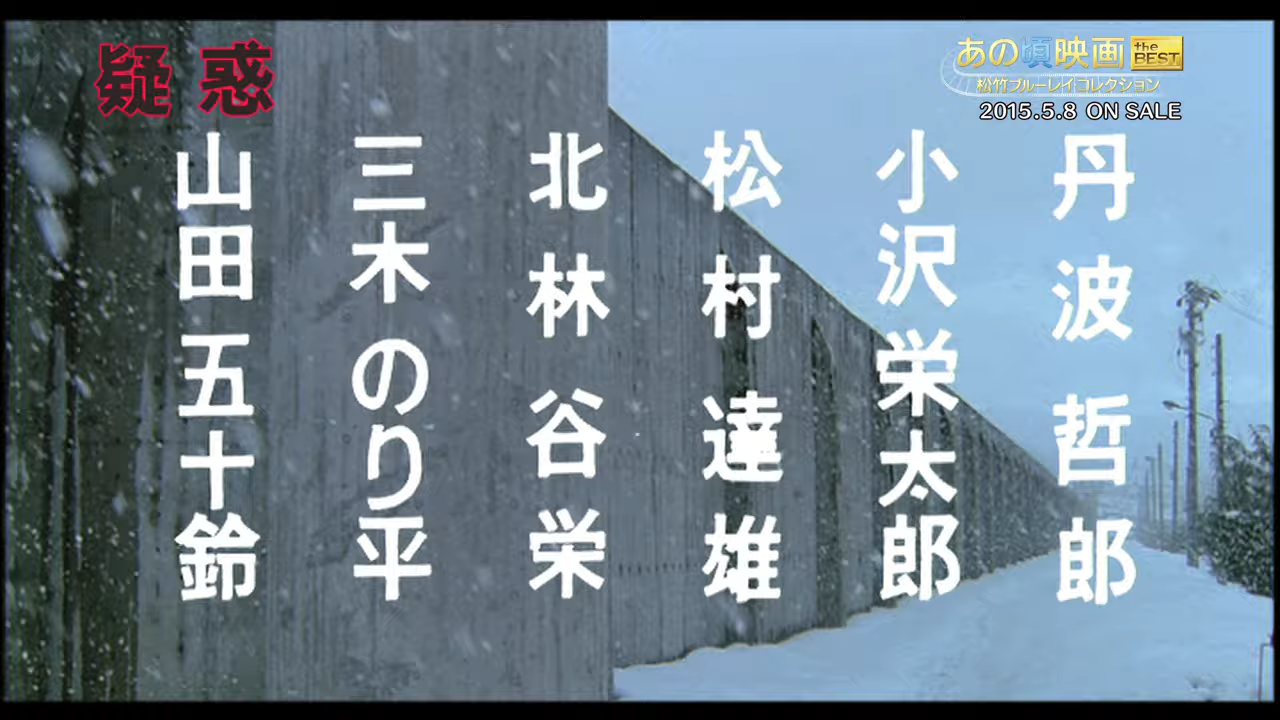 疑惑
あの頃映画 the BEST
松竹ブルーレイコレクション
2015.5.8 ON SALE
丹波哲郎
小沢栄太郎
松村達雄
北林谷栄
三木のり平
山田五十鈴